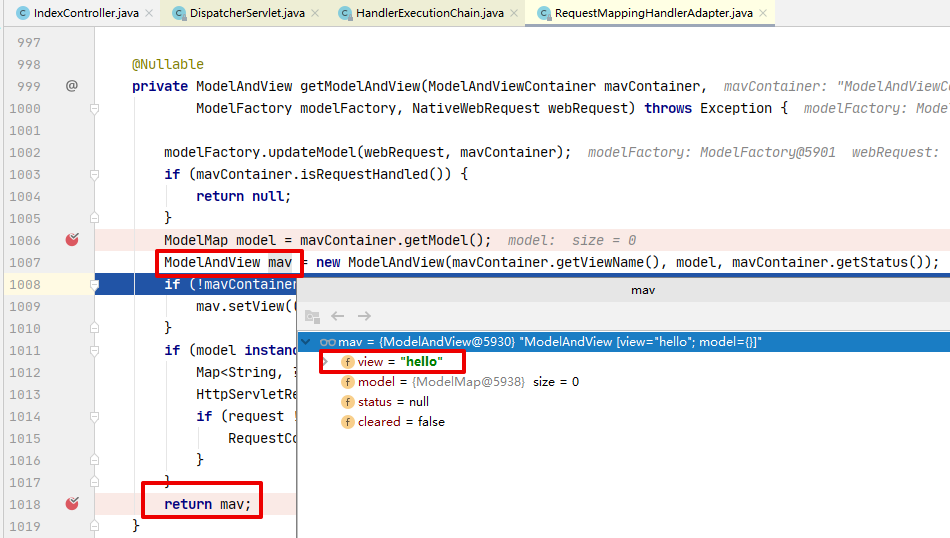 IndexController.java DispatcherServlet.java HandlerExecutionChain.java RequestMappingHandlerAdapter.java
997
998 @Nullable
999 @ private ModelAndView getModelAndView(ModelAndViewContainer mavContainer, mavContainer: "ModelAndViewCo
1000 ModelFactory modelFactory, NativeWebRequest webRequest) throws Exception { modelFactory: Mode
1001
1002 modelFactory.updateModel(webRequest, mavContainer); modelFactory: ModelFactory@5901 webRequest:
1003 if (mavContainer.isRequestHandled()) {
1004 return null;
1005 }
1006 ModelMap model = mavContainer.getModel(); model: size = 0
1007 ModelAndView mav = new ModelAndView(mavContainer.getViewName(), model, mavContainer.getStatus());
1008 if (!mavContainer
mav
1009 mav.setView((
1010 }
mav = {ModelAndView@5930} "ModelAndView [view="hello"; model={}]"
1011 if (model instanc
view = "hello"
1012 Map<String, ?
model = {ModelMap@5938} size = 0
1013 HttpServletRe
status = null
1014 if (request !
cleared = false
1015 RequestCo
1016 }
1017 }
1018 return mav;
1019 }